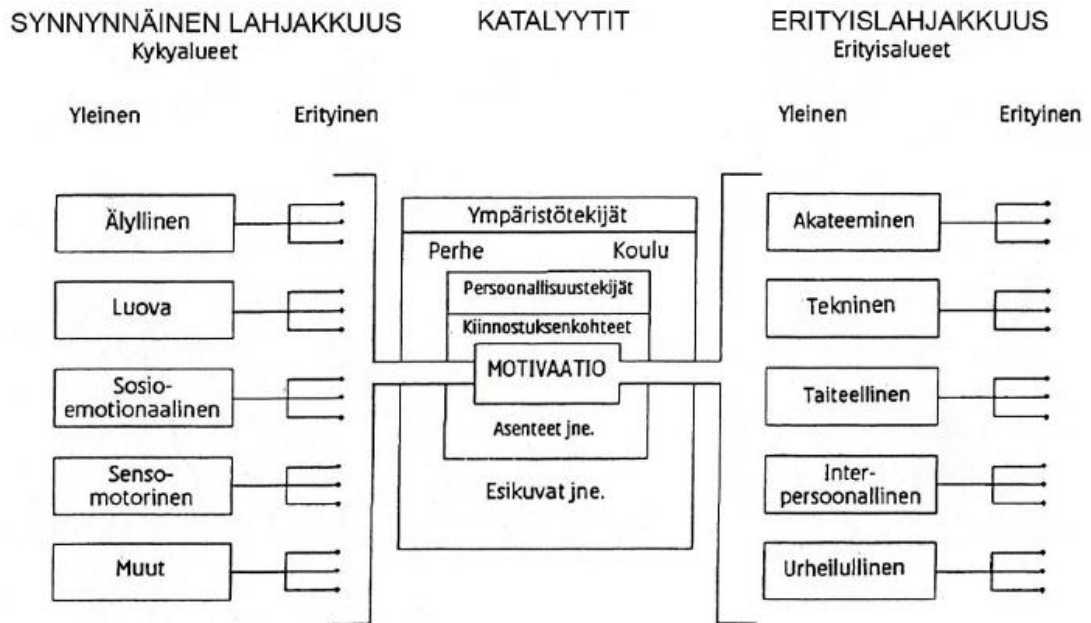 SYNNYNNÄINEN LAHJAKKUUS
Kykyalueet
Yleinen
Erityinen
Älyllinen
Luova
Sosio-
emotionaalinen
Senso-
motorinen
Muut
KATALYYTIT
Ympäristötekijät
Perhe
Koulu
Persoonallisuustekijät
Kiinnostuksenkohteet
MOTIVAATIO
Asenteet jne.
Esikuvat jne.
ERITYISLAHJAKKUUS
Erityisalueet
Yleinen
Erityinen
Akateeminen
Tekninen
Taiteellinen
Inter-
persoonallinen
Urheilullinen